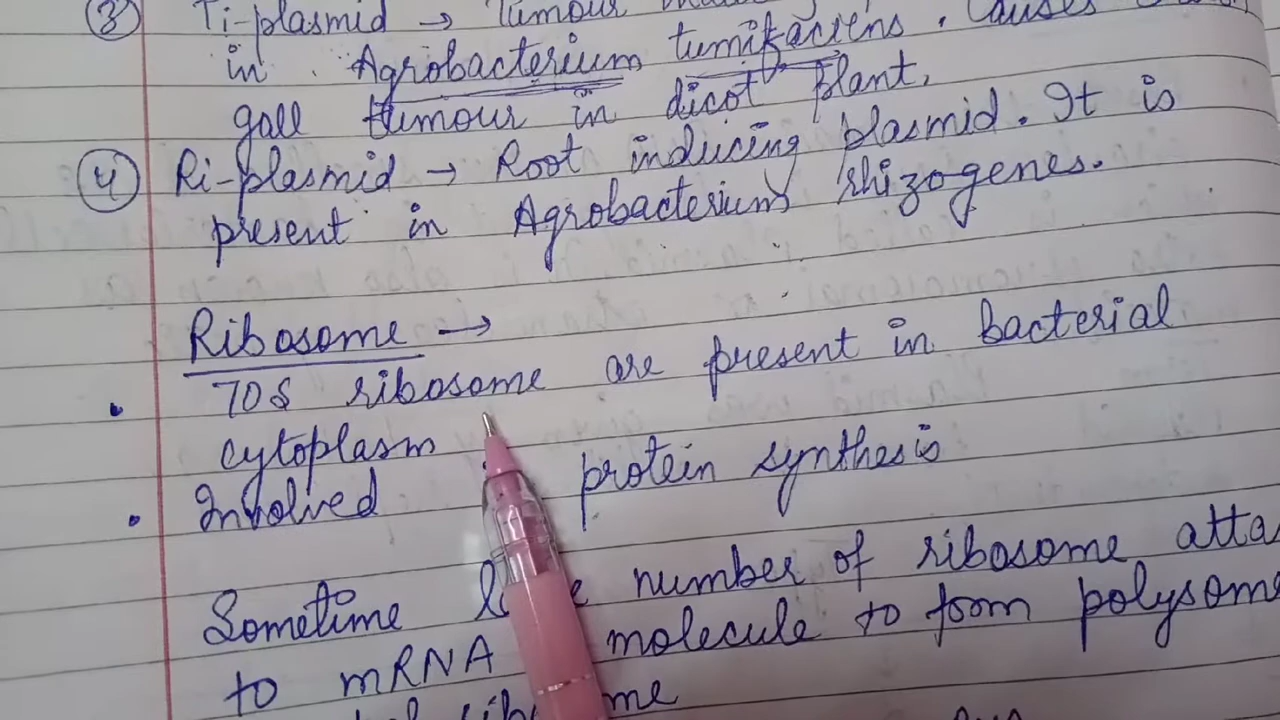 3 Ti-plasmid → Tumour
in Agrobacterium tumifaciens. Causes
gall tumour in dicot plant.
4 Ri-plasmid → Root inducing plasmid. It is
present in Agrobacterium rhizogenes.
Ribosome →
• 70S ribosome are present in bacterial
cytoplasm
• Involved protein synthesis
Sometime number of ribosome atta
to mRNA molecule to form polysome